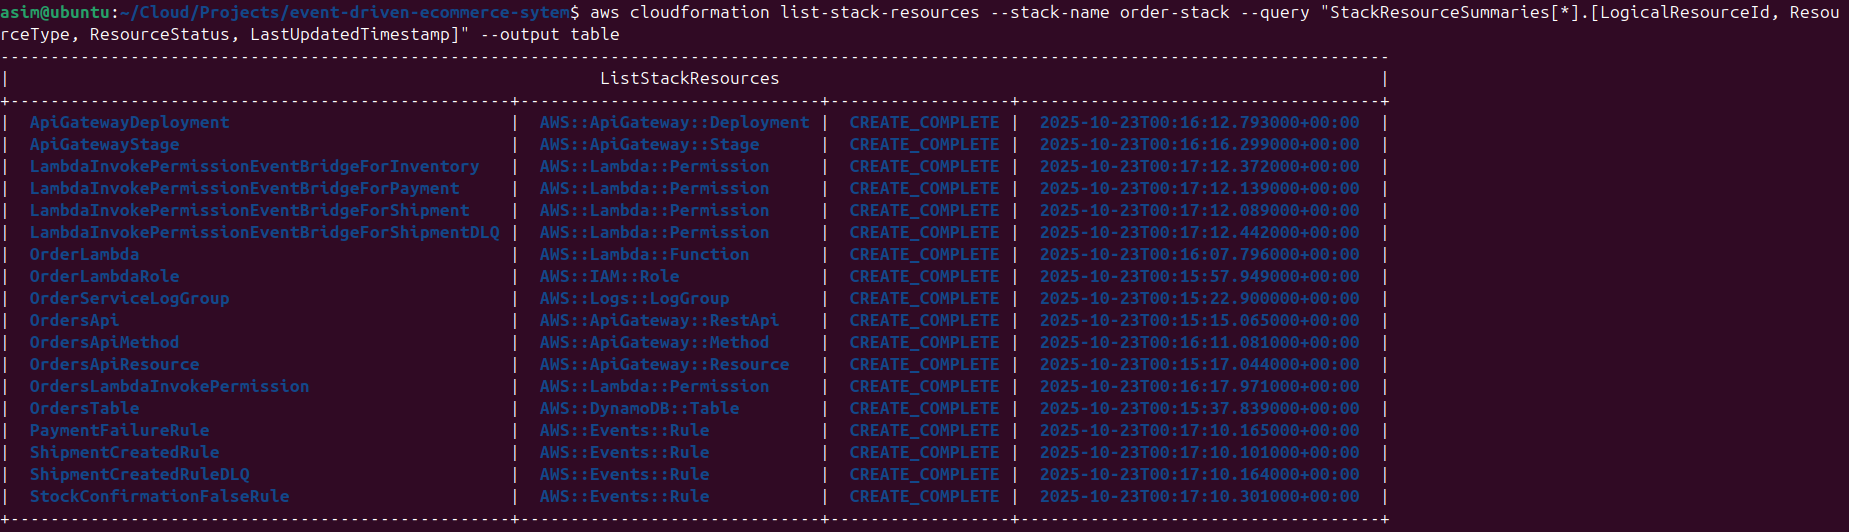 asim@ubuntu:~/Cloud/Projects/event-driven-ecommerce-sytem$ aws cloudformation list-stack-resources --stack-name order-stack --query "StackResourceSummaries[*].[LogicalResourceId, Resou
rceType, ResourceStatus, LastUpdatedTimestamp]" --output table
-------------------------------------------------------------------------------------------------------------------------------------------
|                                                           ListStackResources                                                            |
+--------------------------------------------------+------------------------------+------------------+------------------------------------+
|  ApiGatewayDeployment                            |  AWS::ApiGateway::Deployment |  CREATE_COMPLETE |  2025-10-23T00:16:12.793000+00:00  |
|  ApiGatewayStage                                 |  AWS::ApiGateway::Stage      |  CREATE_COMPLETE |  2025-10-23T00:16:16.299000+00:00  |
|  LambdaInvokePermissionEventBridgeForInventory   |  AWS::Lambda::Permission     |  CREATE_COMPLETE |  2025-10-23T00:17:12.372000+00:00  |
|  LambdaInvokePermissionEventBridgeForPayment     |  AWS::Lambda::Permission     |  CREATE_COMPLETE |  2025-10-23T00:17:12.139000+00:00  |
|  LambdaInvokePermissionEventBridgeForShipment    |  AWS::Lambda::Permission     |  CREATE_COMPLETE |  2025-10-23T00:17:12.089000+00:00  |
|  LambdaInvokePermissionEventBridgeForShipmentDLQ |  AWS::Lambda::Permission     |  CREATE_COMPLETE |  2025-10-23T00:17:12.442000+00:00  |
|  OrderLambda                                     |  AWS::Lambda::Function       |  CREATE_COMPLETE |  2025-10-23T00:16:07.796000+00:00  |
|  OrderLambdaRole                                 |  AWS::IAM::Role              |  CREATE_COMPLETE |  2025-10-23T00:15:57.949000+00:00  |
|  OrderServiceLogGroup                            |  AWS::Logs::LogGroup         |  CREATE_COMPLETE |  2025-10-23T00:15:22.900000+00:00  |
|  OrdersApi                                       |  AWS::ApiGateway::RestApi    |  CREATE_COMPLETE |  2025-10-23T00:15:15.065000+00:00  |
|  OrdersApiMethod                                 |  AWS::ApiGateway::Method     |  CREATE_COMPLETE |  2025-10-23T00:16:11.081000+00:00  |
|  OrdersApiResource                               |  AWS::ApiGateway::Resource   |  CREATE_COMPLETE |  2025-10-23T00:15:17.044000+00:00  |
|  OrdersLambdaInvokePermission                    |  AWS::Lambda::Permission     |  CREATE_COMPLETE |  2025-10-23T00:16:17.971000+00:00  |
|  OrdersTable                                     |  AWS::DynamoDB::Table        |  CREATE_COMPLETE |  2025-10-23T00:15:37.839000+00:00  |
|  PaymentFailureRule                              |  AWS::Events::Rule           |  CREATE_COMPLETE |  2025-10-23T00:17:10.165000+00:00  |
|  ShipmentCreatedRule                             |  AWS::Events::Rule           |  CREATE_COMPLETE |  2025-10-23T00:17:10.101000+00:00  |
|  ShipmentCreatedRuleDLQ                          |  AWS::Events::Rule           |  CREATE_COMPLETE |  2025-10-23T00:17:10.164000+00:00  |
|  StockConfirmationFalseRule                      |  AWS::Events::Rule           |  CREATE_COMPLETE |  2025-10-23T00:17:10.301000+00:00  |
+--------------------------------------------------+------------------------------+------------------+------------------------------------+